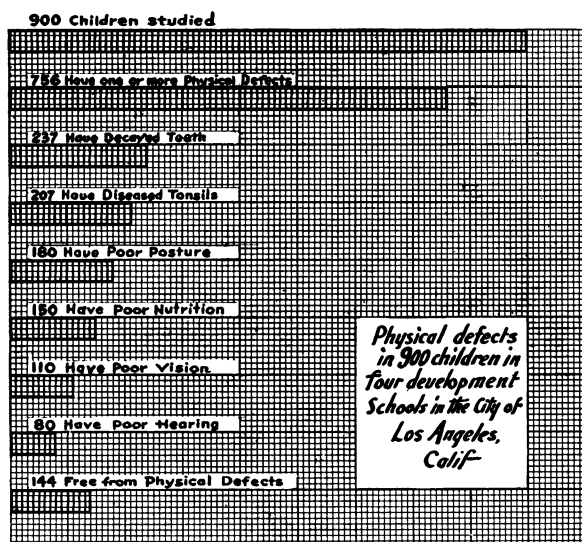 900 Children studied
756 Have one or more Physical Defects
237 Have Decayed Teeth
207 Have Diseased Tonsils
180 Have Poor Posture
150 Have Poor Nutrition
110 Have Poor Vision
80 Have Poor Hearing
144 Free from Physical Defects
Physical defects
in 900 children in
four development
Schools in the City of
Los Angeles,
Calif